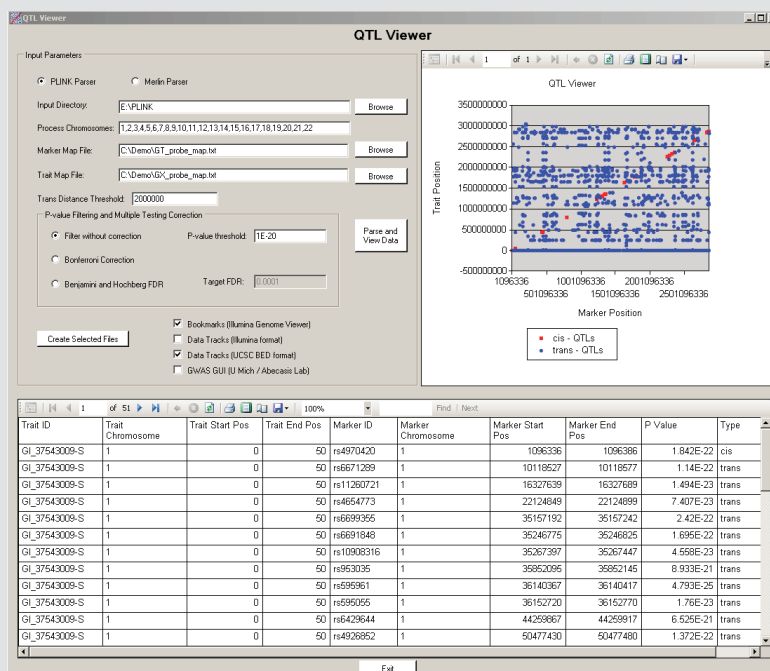 QTL Viewer
QTL Viewer
Input Parameters
PLINK Parser Merlin Parser
Input Directory: E:\PLINK Browse
Process Chromosomes: 1,2,3,4,5,6,7,8,9,10,11,12,13,14,15,16,17,18,19,20,21,22
Marker Map File: C:\Demo\GT_probe_map.txt Browse
Trait Map File: C:\Demo\GX_probe_map.txt Browse
Trans Distance Threshold: 2000000
P-value Filtering and Multiple Testing Correction
Filter without correction P-value threshold: 1E-20
Bonferroni Correction
Benjamini and Hochberg FDR Target FDR: 0.0001
Parse and
View Data
Create Selected Files
Bookmarks (Illumina Genome Viewer)
Data Tracks (Illumina format)
Data Tracks (UCSC BED format)
GWAS GUI (U Mich / Abecasis Lab)
1 of 1
QTL Viewer
Trait Position
3500000000
3000000000
2500000000
2000000000
1500000000
1000000000
500000000
0
-500000000
1096336 1001096336 2001096336
501096336 1501096336 2501096336
Marker Position
cis - QTLs
trans - QTLs
1 of 51 100% Find | Next
Trait ID Trait Chromosome Trait Start Pos Trait End Pos Marker ID Marker Chromosome Marker Start Pos Marker End Pos P Value Type
GI_37543009-S 1 0 50 rs4970420 1 1096336 1096386 1.842E-22 cis
GI_37543009-S 1 0 50 rs6671289 1 10118527 10118577 1.14E-22 trans
GI_37543009-S 1 0 50 rs11260721 1 16327639 16327689 1.494E-23 trans
GI_37543009-S 1 0 50 rs4654773 1 22124849 22124899 7.407E-23 trans
GI_37543009-S 1 0 50 rs6699355 1 35157192 35157242 2.42E-22 trans
GI_37543009-S 1 0 50 rs6691848 1 35246775 35246825 1.695E-22 trans
GI_37543009-S 1 0 50 rs10908316 1 35267397 35267447 4.558E-23 trans
GI_37543009-S 1 0 50 rs953035 1 35852095 35852145 8.933E-21 trans
GI_37543009-S 1 0 50 rs595961 1 36140367 36140417 4.793E-25 trans
GI_37543009-S 1 0 50 rs595055 1 36152720 36152770 1.76E-23 trans
GI_37543009-S 1 0 50 rs6429644 1 44259867 44259917 6.525E-21 trans
GI_37543009-S 1 0 50 rs4926852 1 50477430 50477480 1.372E-22 trans
Exit